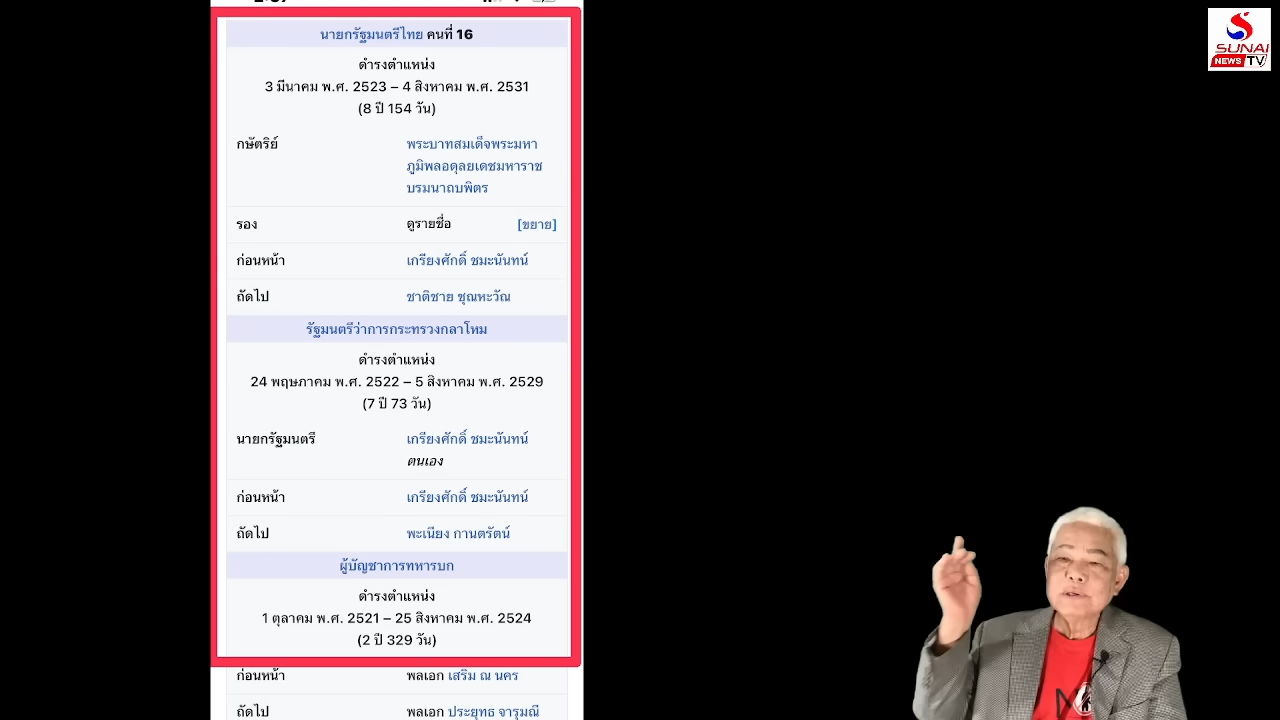 นายกรัฐมนตรีไทย คนที่ 16
ดำรงตำแหน่ง
3 มีนาคม พ.ศ. 2523 – 4 สิงหาคม พ.ศ. 2531
(8 ปี 154 วัน)
กษัตริย์ พระบาทสมเด็จพระมหา
ภูมิพลอดุลยเดชมหาราช
บรมนาถบพิตร
รอง ดูรายชื่อ [ขยาย]
ก่อนหน้า เกรียงศักดิ์ ชมะนันทน์
ถัดไป ชาติชาย ชุณหะวัณ
รัฐมนตรีว่าการกระทรวงกลาโหม
ดำรงตำแหน่ง
24 พฤษภาคม พ.ศ. 2522 – 5 สิงหาคม พ.ศ. 2529
(7 ปี 73 วัน)
นายกรัฐมนตรี เกรียงศักดิ์ ชมะนันทน์
ตนเอง
ก่อนหน้า เกรียงศักดิ์ ชมะนันทน์
ถัดไป พะเนียง กานตรัตน์
ผู้บัญชาการทหารบก
ดำรงตำแหน่ง
1 ตุลาคม พ.ศ. 2521 – 25 สิงหาคม พ.ศ. 2524
(2 ปี 329 วัน)
ก่อนหน้า พลเอก เสริม ณ นคร
ถัดไป พลเอก ประยุทธ จารุมณี
SUNAI
NEWS TV